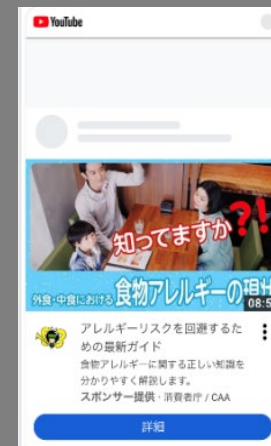 YouTube
知ってますか?!
外食・中食における食物アレルギーの現状
08:5
アレルギーリスクを回避するた
めの最新ガイド
食物アレルギーに関する正しい知識を
分かりやすく解説します。
スポンサー提供・消費者庁 / CAA
詳細